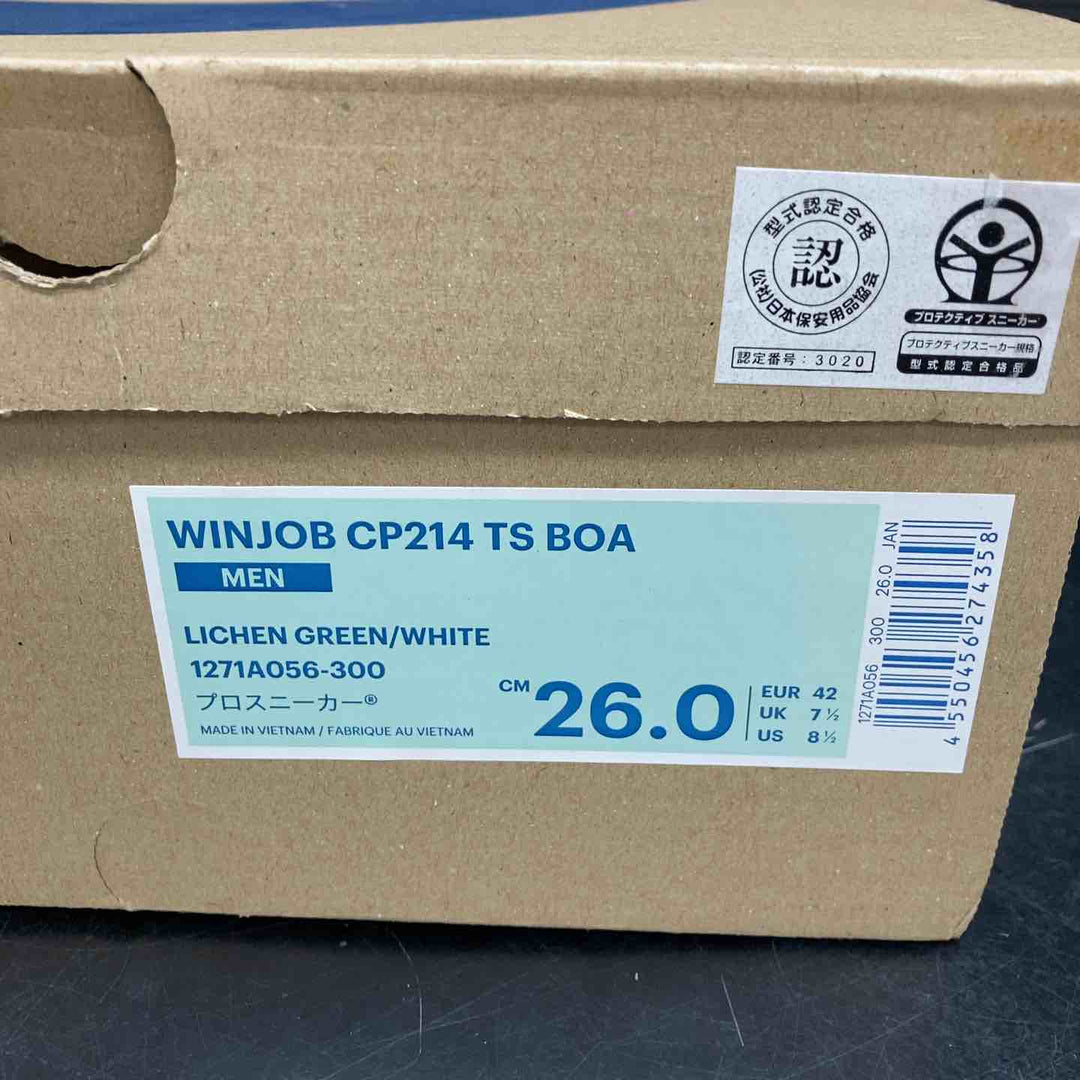 型式認定合格
認
(公社)日本保安用品協会
認定番号：3020
プロテクティブ スニーカー
プロテクティブスニーカー規格
型式認定合格品
WINJOB CP214 TS BOA
MEN
LICHEN GREEN/WHITE
1271A056-300
プロスニーカー®
MADE IN VIETNAM / FABRIQUE AU VIETNAM
CM 26.0
EUR 42
UK 7 ½
US 8 ½
1271A056 300 26.0 JAN
4550456274358